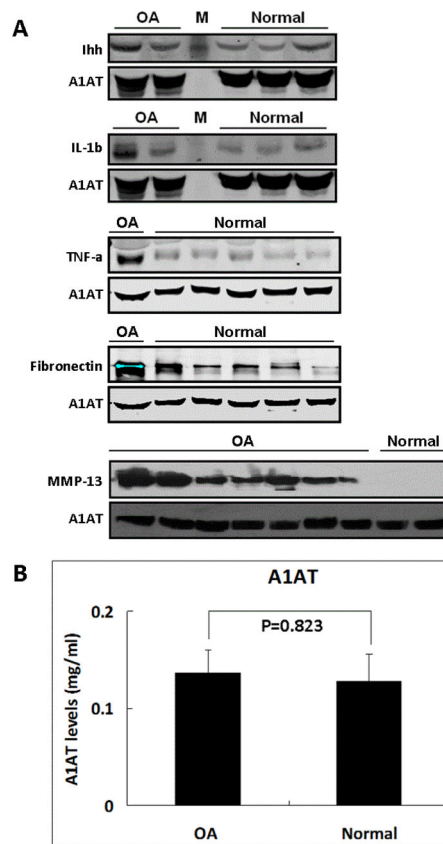 A
OA M Normal
Ihh
A1AT
OA M Normal
IL-1b
A1AT
OA Normal
TNF-a
A1AT
OA Normal
Fibronectin
A1AT
OA Normal
MMP-13
A1AT
B
A1AT
P=0.823
A1AT levels (mg/ml)
0.2
0.1
0
OA Normal